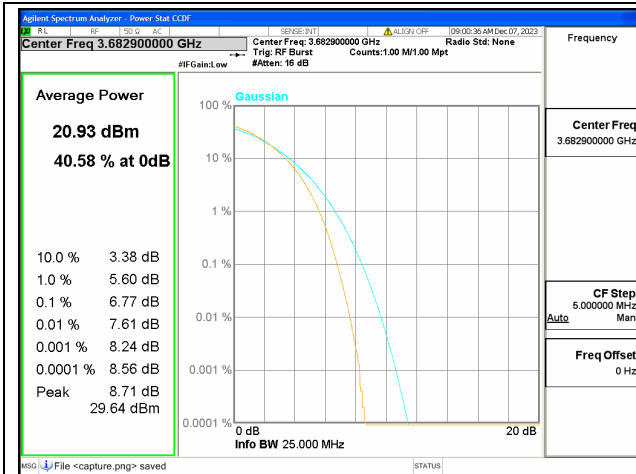 Agilent Spectrum Analyzer - Power Stat CCDF
RL RF 50 Ω AC SENSE:INT ALIGN OFF 09:00:36 AM Dec 07, 2023
Center Freq 3.682900000 GHz
Center Freq: 3.682900000 GHz Radio Std: None
Trig: RF Burst Counts:1.00 M/1.00 Mpt
#IFGain:Low #Atten: 16 dB
Frequency
Average Power
20.93 dBm
40.58 % at 0dB
10.0 % 3.38 dB
1.0 % 5.60 dB
0.1 % 6.77 dB
0.01 % 7.61 dB
0.001 % 8.24 dB
0.0001 % 8.56 dB
Peak 8.71 dB
29.64 dBm
Gaussian
100 %
10 %
1 %
0.1 %
0.01 %
0.001 %
0.0001 %
0 dB 20 dB
Info BW 25.000 MHz
Center Freq
3.682900000 GHz
CF Step
5.000000 MHz
Auto Man
Freq Offset
0 Hz
MSG File <capture.png> saved STATUS